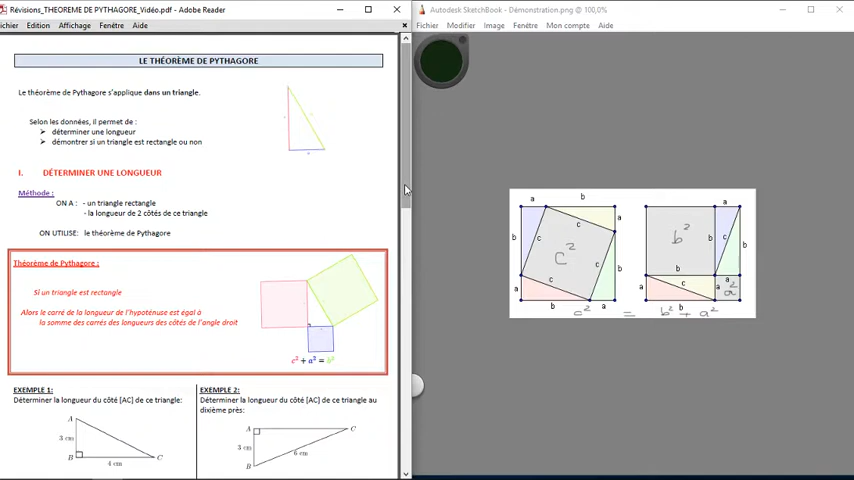 Révisions_THEOREME DE PYTHAGORE_Vidéo.pdf - Adobe Reader
ichier Edition Affichage Fenêtre Aide
LE THÉORÈME DE PYTHAGORE
Le théorème de Pythagore s'applique dans un triangle.
Selon les données, il permet de :
➢ déterminer une longueur
➢ démontrer si un triangle est rectangle ou non
I. DÉTERMINER UNE LONGUEUR
Méthode :
ON A : - un triangle rectangle
- la longueur de 2 côtés de ce triangle
ON UTILISE: le théorème de Pythagore
Théorème de Pythagore :
Si un triangle est rectangle
Alors le carré de la longueur de l'hypoténuse est égal à
la somme des carrés des longueurs des côtés de l'angle droit
c² + a² = b²
EXEMPLE 1:
Déterminer la longueur du côté [AC] de ce triangle:
A
3 cm
B
4 cm
C
EXEMPLE 2:
Déterminer la longueur du côté [AC] de ce triangle au
dixième près:
A
C
3 cm
6 cm
B
Autodesk SketchBook - Démonstration.png @ 100,0%
Fichier Modifier Image Fenêtre Mon compte Aide
a b
c a
b c
c²
c b
c
a
b a
c² = b² + a²
a
b²
b c b
b a
a c a a²
b